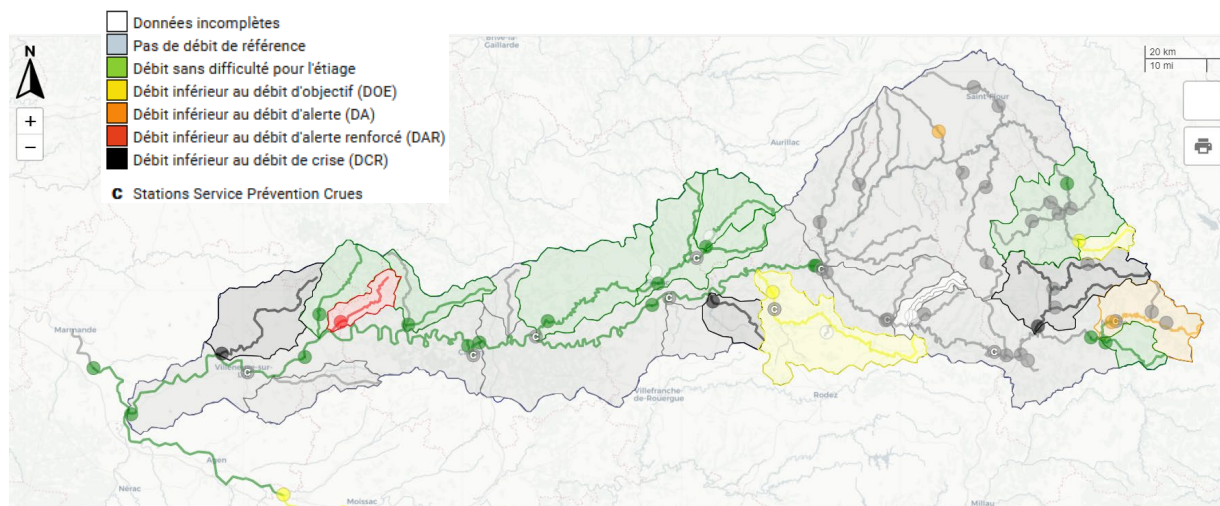 Données incomplètes
Pas de débit de référence
Débit sans difficulté pour l'étiage
Débit inférieur au débit d'objectif (DOE)
Débit inférieur au débit d'alerte (DA)
Débit inférieur au débit d'alerte renforcé (DAR)
Débit inférieur au débit de crise (DCR)
C Stations Service Prévention Crues
N
+
−
20 km
10 mi
Gaillarde
Saint-Flour
Aurillac
Marmande
Villefranche-
de-Rouergue
Rodez
Agen
Nérac
Moissac
Millau
C
C
C
C
C
C
C
C
C
C